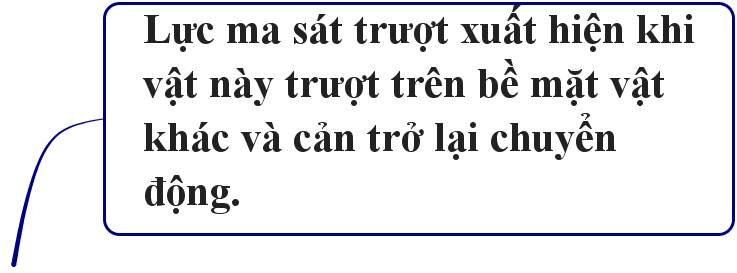 Lực ma sát trượt xuất hiện khi
vật này trượt trên bề mặt vật
khác và cản trở lại chuyển
động.